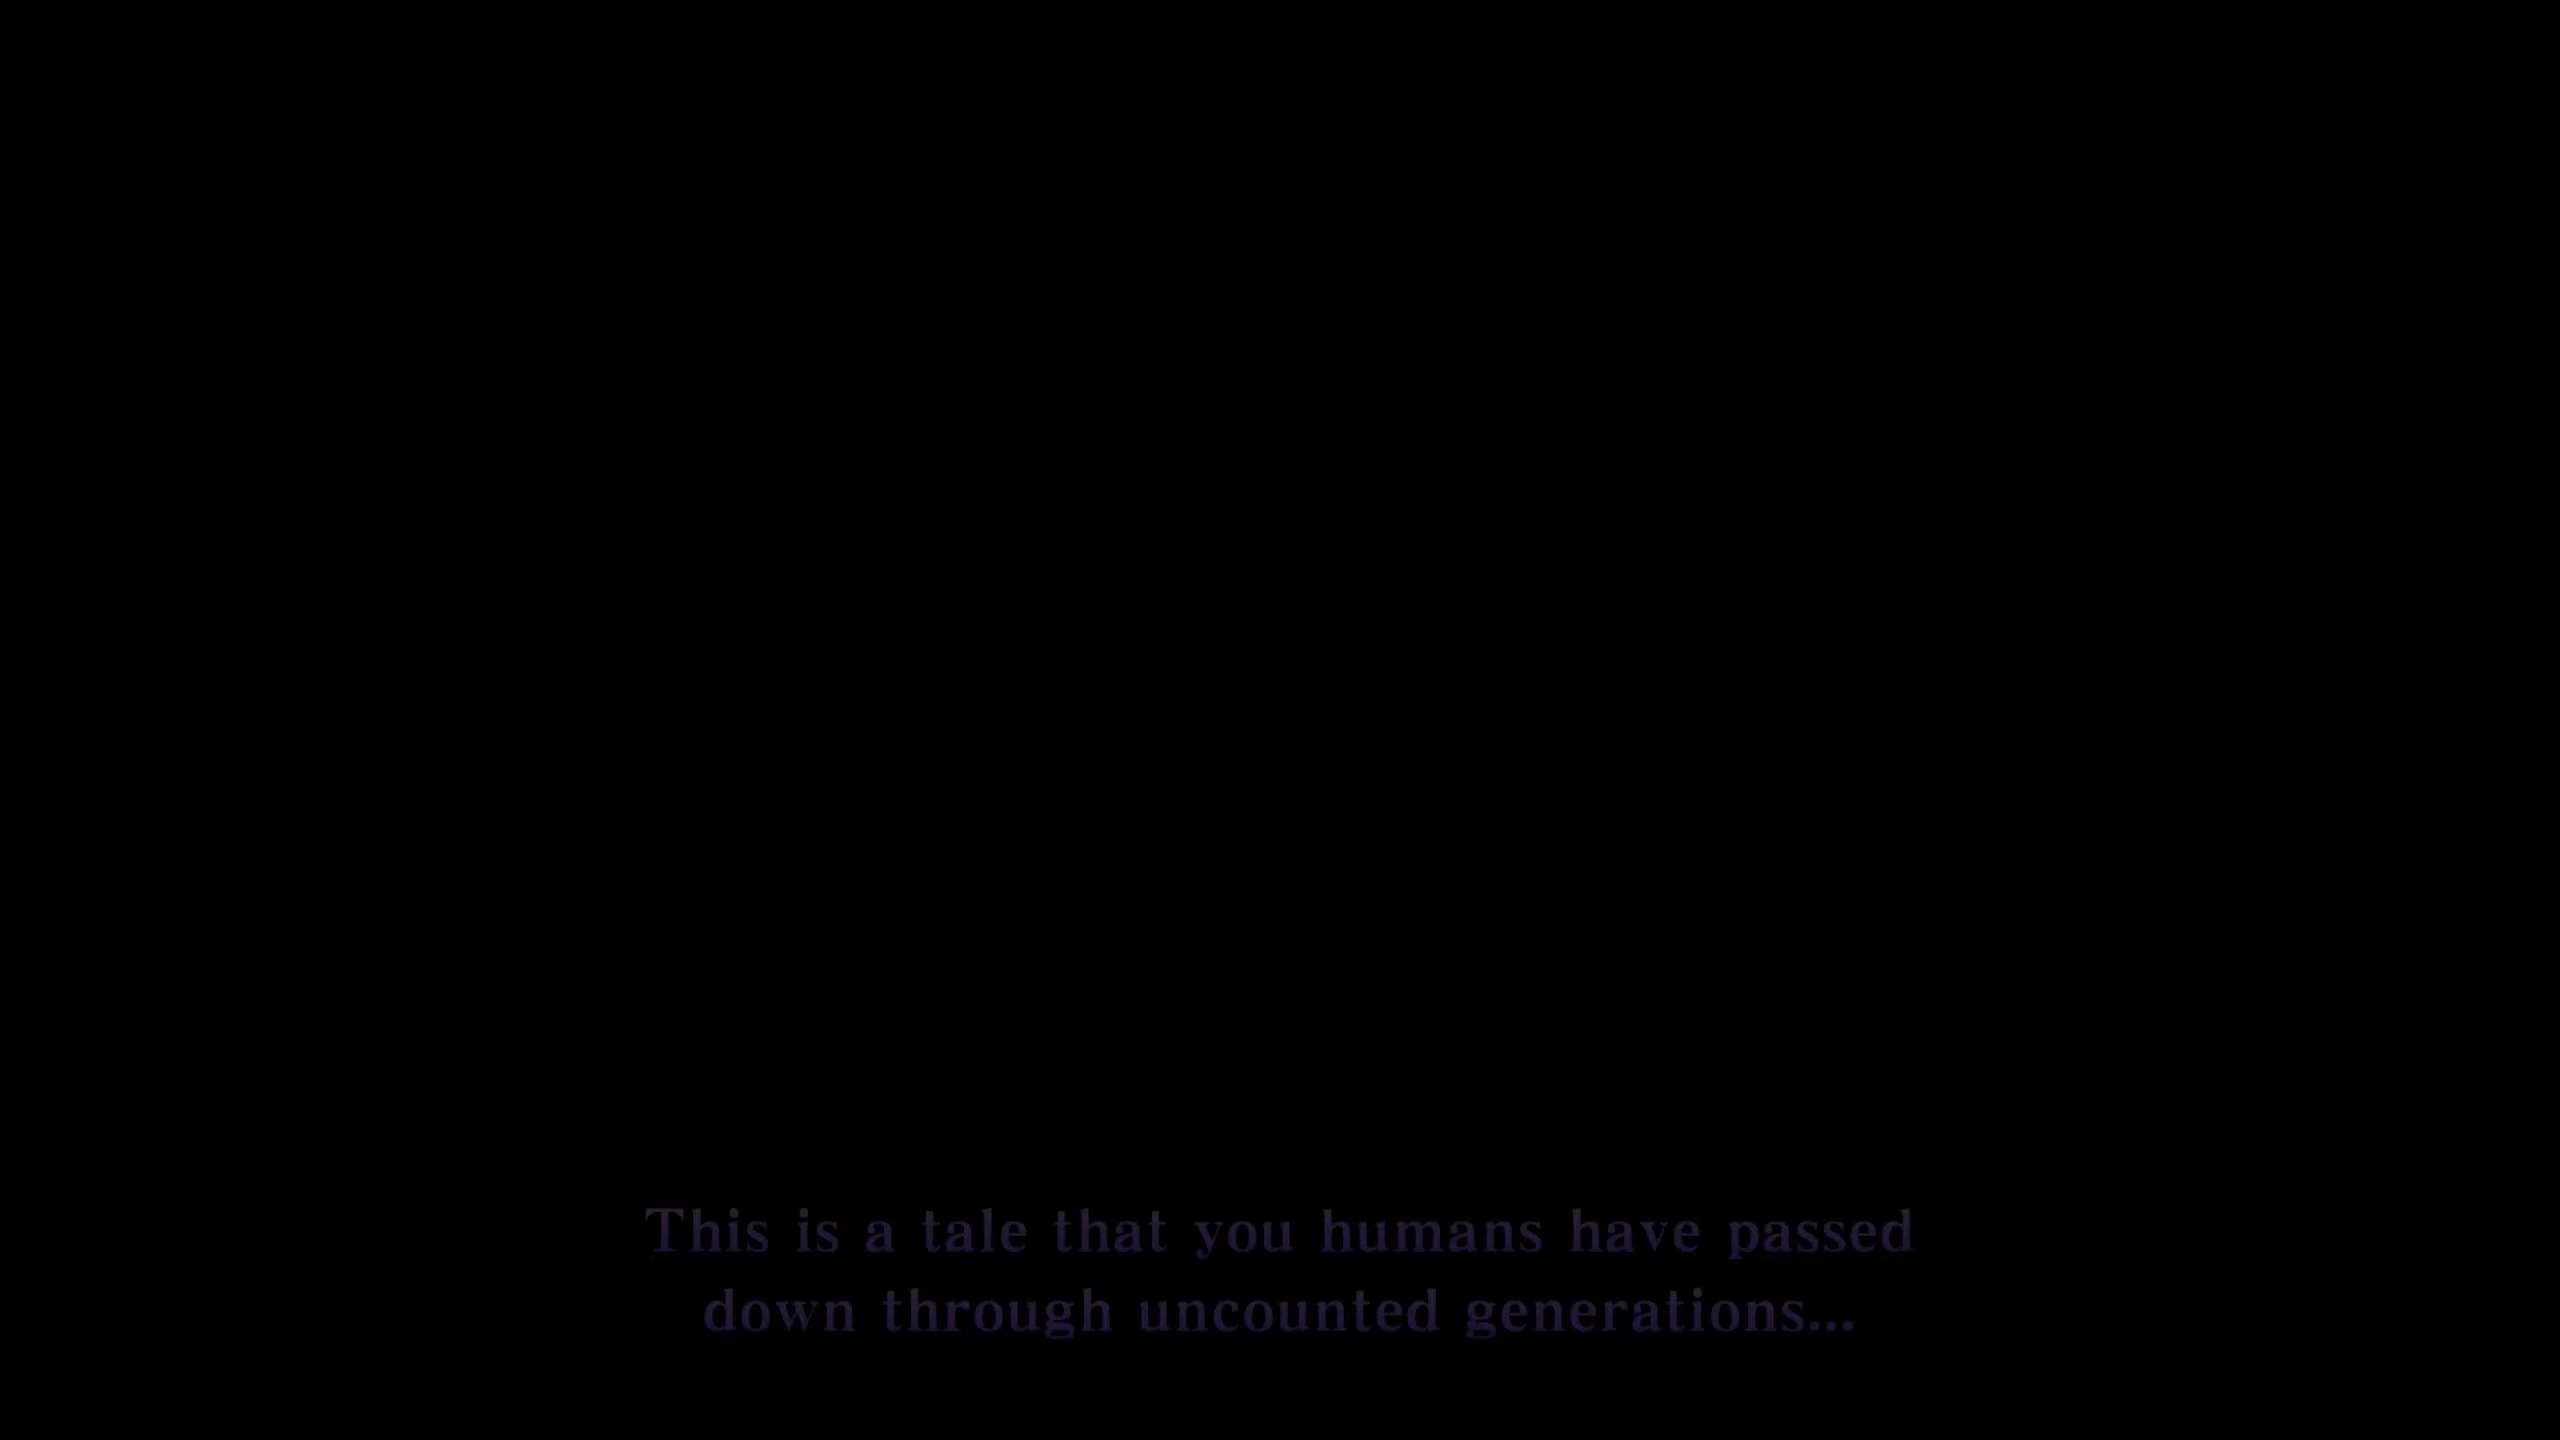 This is a tale that you humans have passed
down through uncounted generations...